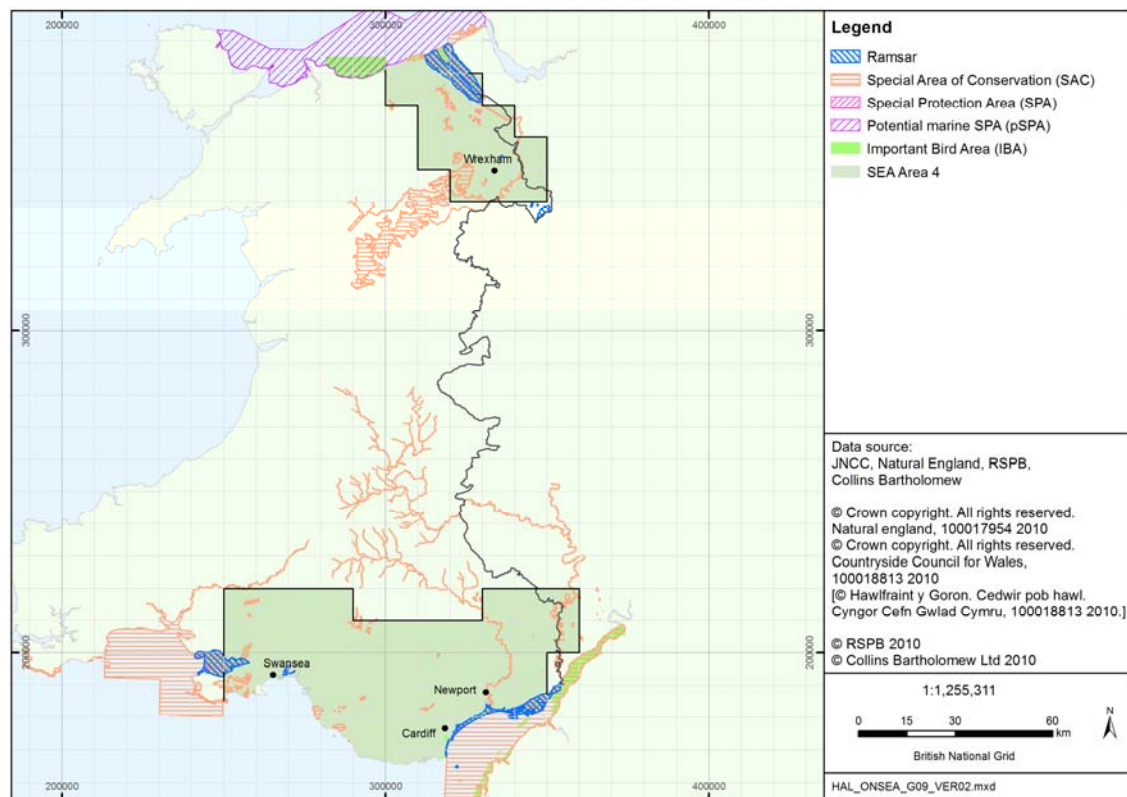 200000
300000
400000
Wrexham
300000
300000
200000
200000
Swansea
Newport
Cardiff
200000
300000
400000
Legend
Ramsar
Special Area of Conservation (SAC)
Special Protection Area (SPA)
Potential marine SPA (pSPA)
Important Bird Area (IBA)
SEA Area 4
Data source:
JNCC, Natural England, RSPB,
Collins Bartholomew
© Crown copyright. All rights reserved.
Natural england, 100017954 2010
© Crown copyright. All rights reserved.
Countryside Council for Wales,
100018813 2010
[© Hawlfraint y Goron. Cedwir pob hawl.
Cyngor Cefn Gwlad Cymru, 100018813 2010.]
© RSPB 2010
© Collins Bartholomew Ltd 2010
1:1,255,311
0 15 30 60
km
N
British National Grid
HAL_ONSEA_G09_VER02.mxd